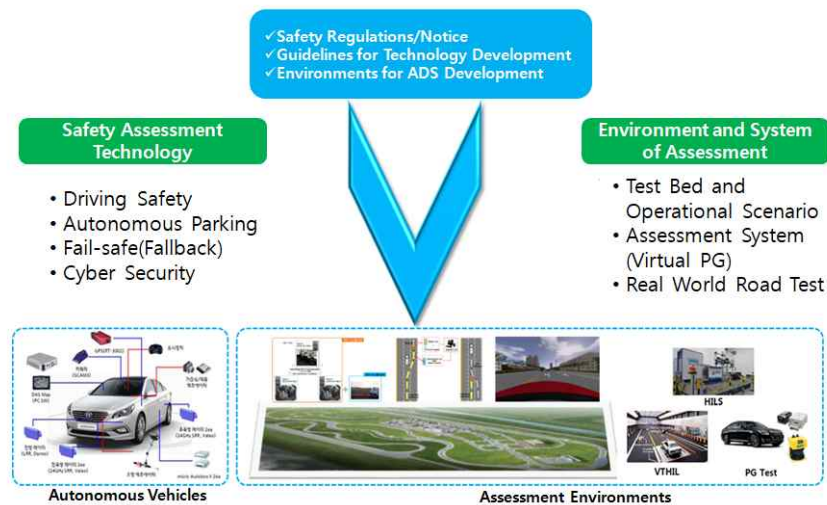 ✓Safety Regulations/Notice
✓Guidelines for Technology Development
✓Environments for ADS Development
Safety Assessment
Technology
Environment and System
of Assessment
• Driving Safety
• Autonomous Parking
• Fail-safe(Fallback)
• Cyber Security
• Test Bed and
Operational Scenario
• Assessment System
(Virtual PG)
• Real World Road Test
HILS
VTHIL
PG Test
Autonomous Vehicles
Assessment Environments